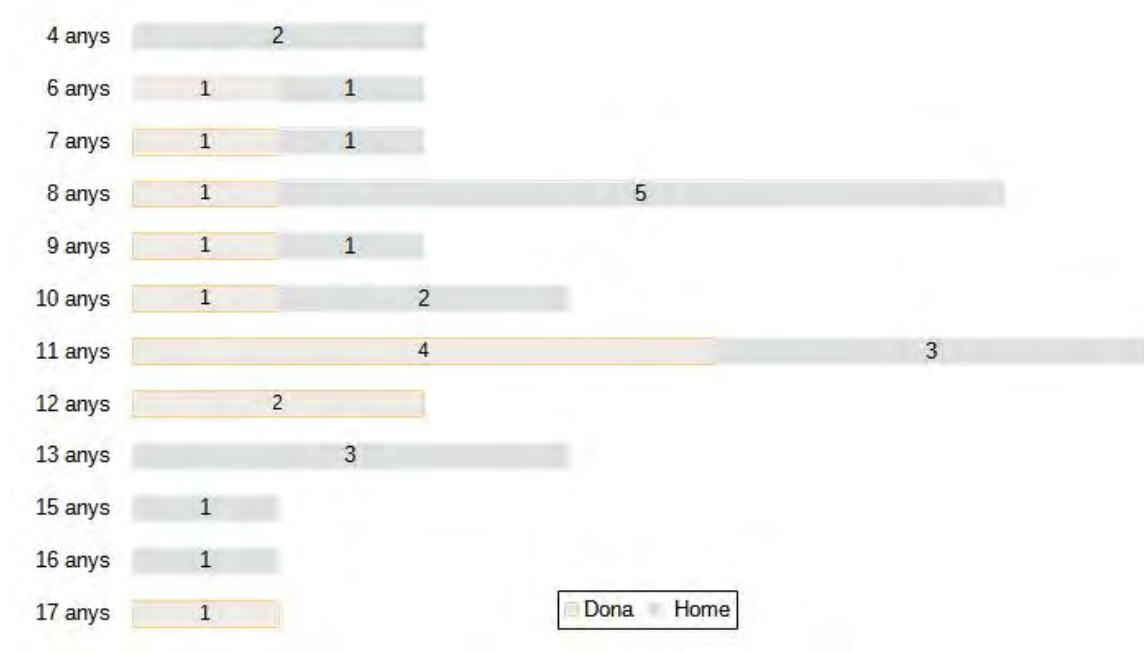 4 anys 2
6 anys 1 1
7 anys 1 1
8 anys 1 5
9 anys 1 1
10 anys 1 2
11 anys 4 3
12 anys 2
13 anys 3
15 anys 1
16 anys 1
17 anys 1
Dona Home